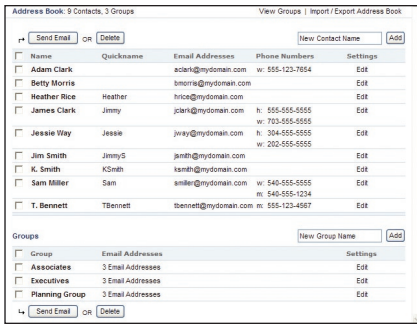 Address Book: 9 Contacts, 3 Groups View Groups | Import / Export Address Book
Send Email OR Delete New Contact Name Add
Name Quickname Email Addresses Phone Numbers Settings
Adam Clark aclark@mydomain.com w: 555-123-7654 Edit
Betty Morris bmorris@mydomain.com Edit
Heather Rice Heather hrice@mydomain.com Edit
James Clark Jimmy jclark@mydomain.com h: 555-555-5555 Edit
w: 703-555-5555
Jessie Way Jessie jway@mydomain.com h: 304-555-5555 Edit
w: 202-555-5555
Jim Smith JimmyS jsmith@mydomain.com Edit
K. Smith KSmith ksmith@mydomain.com Edit
Sam Miller Sam smiller@mydomain.com w: 540-555-5555 Edit
m: 540-555-1234
T. Bennett TBennett tbennett@mydomain.com m: 555-123-4567 Edit
Groups New Group Name Add
Group Email Addresses Settings
Associates 3 Email Addresses Edit
Executives 3 Email Addresses Edit
Planning Group 3 Email Addresses Edit
Send Email OR Delete